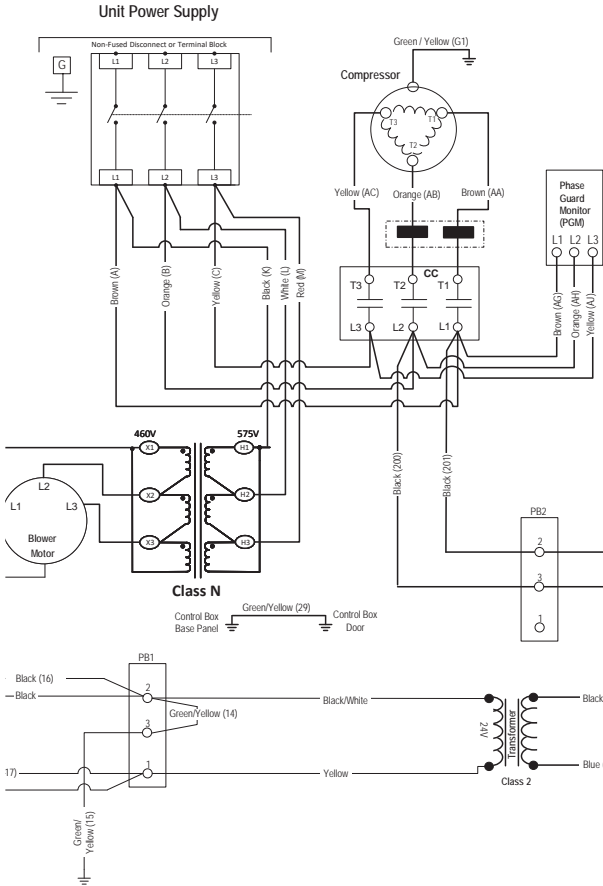 Unit Power Supply
Non-Fused Disconnect or Terminal Block
G
L1 L2 L3
L1 L2 L3
Green / Yellow (G1)
Compressor
T3 T1
T2
Yellow (AC) Orange (AB) Brown (AA)
Phase
Guard
Monitor
(PGM)
L1 L2 L3
Brown (A)
Orange (B)
Yellow (C)
Black (K)
White (L)
Red (M)
CC
T3 T2 T1
L3 L2 L1
Brown (AG)
Orange (AH)
Yellow (AJ)
460V 575V
X1 H1
X2 H2
X3 H3
L2
L1 L3
Blower
Motor
Class N
Black (200)
Black (201)
PB2
2
3
1
Control Box
Base Panel
Green/Yellow (29)
Control Box
Door
PB1
Black (16)
Black
2
Green/Yellow (14)
3
17)
1
Green/
Yellow (15)
Black/White
Yellow
24V
Transformer
Class 2
Black
Blue